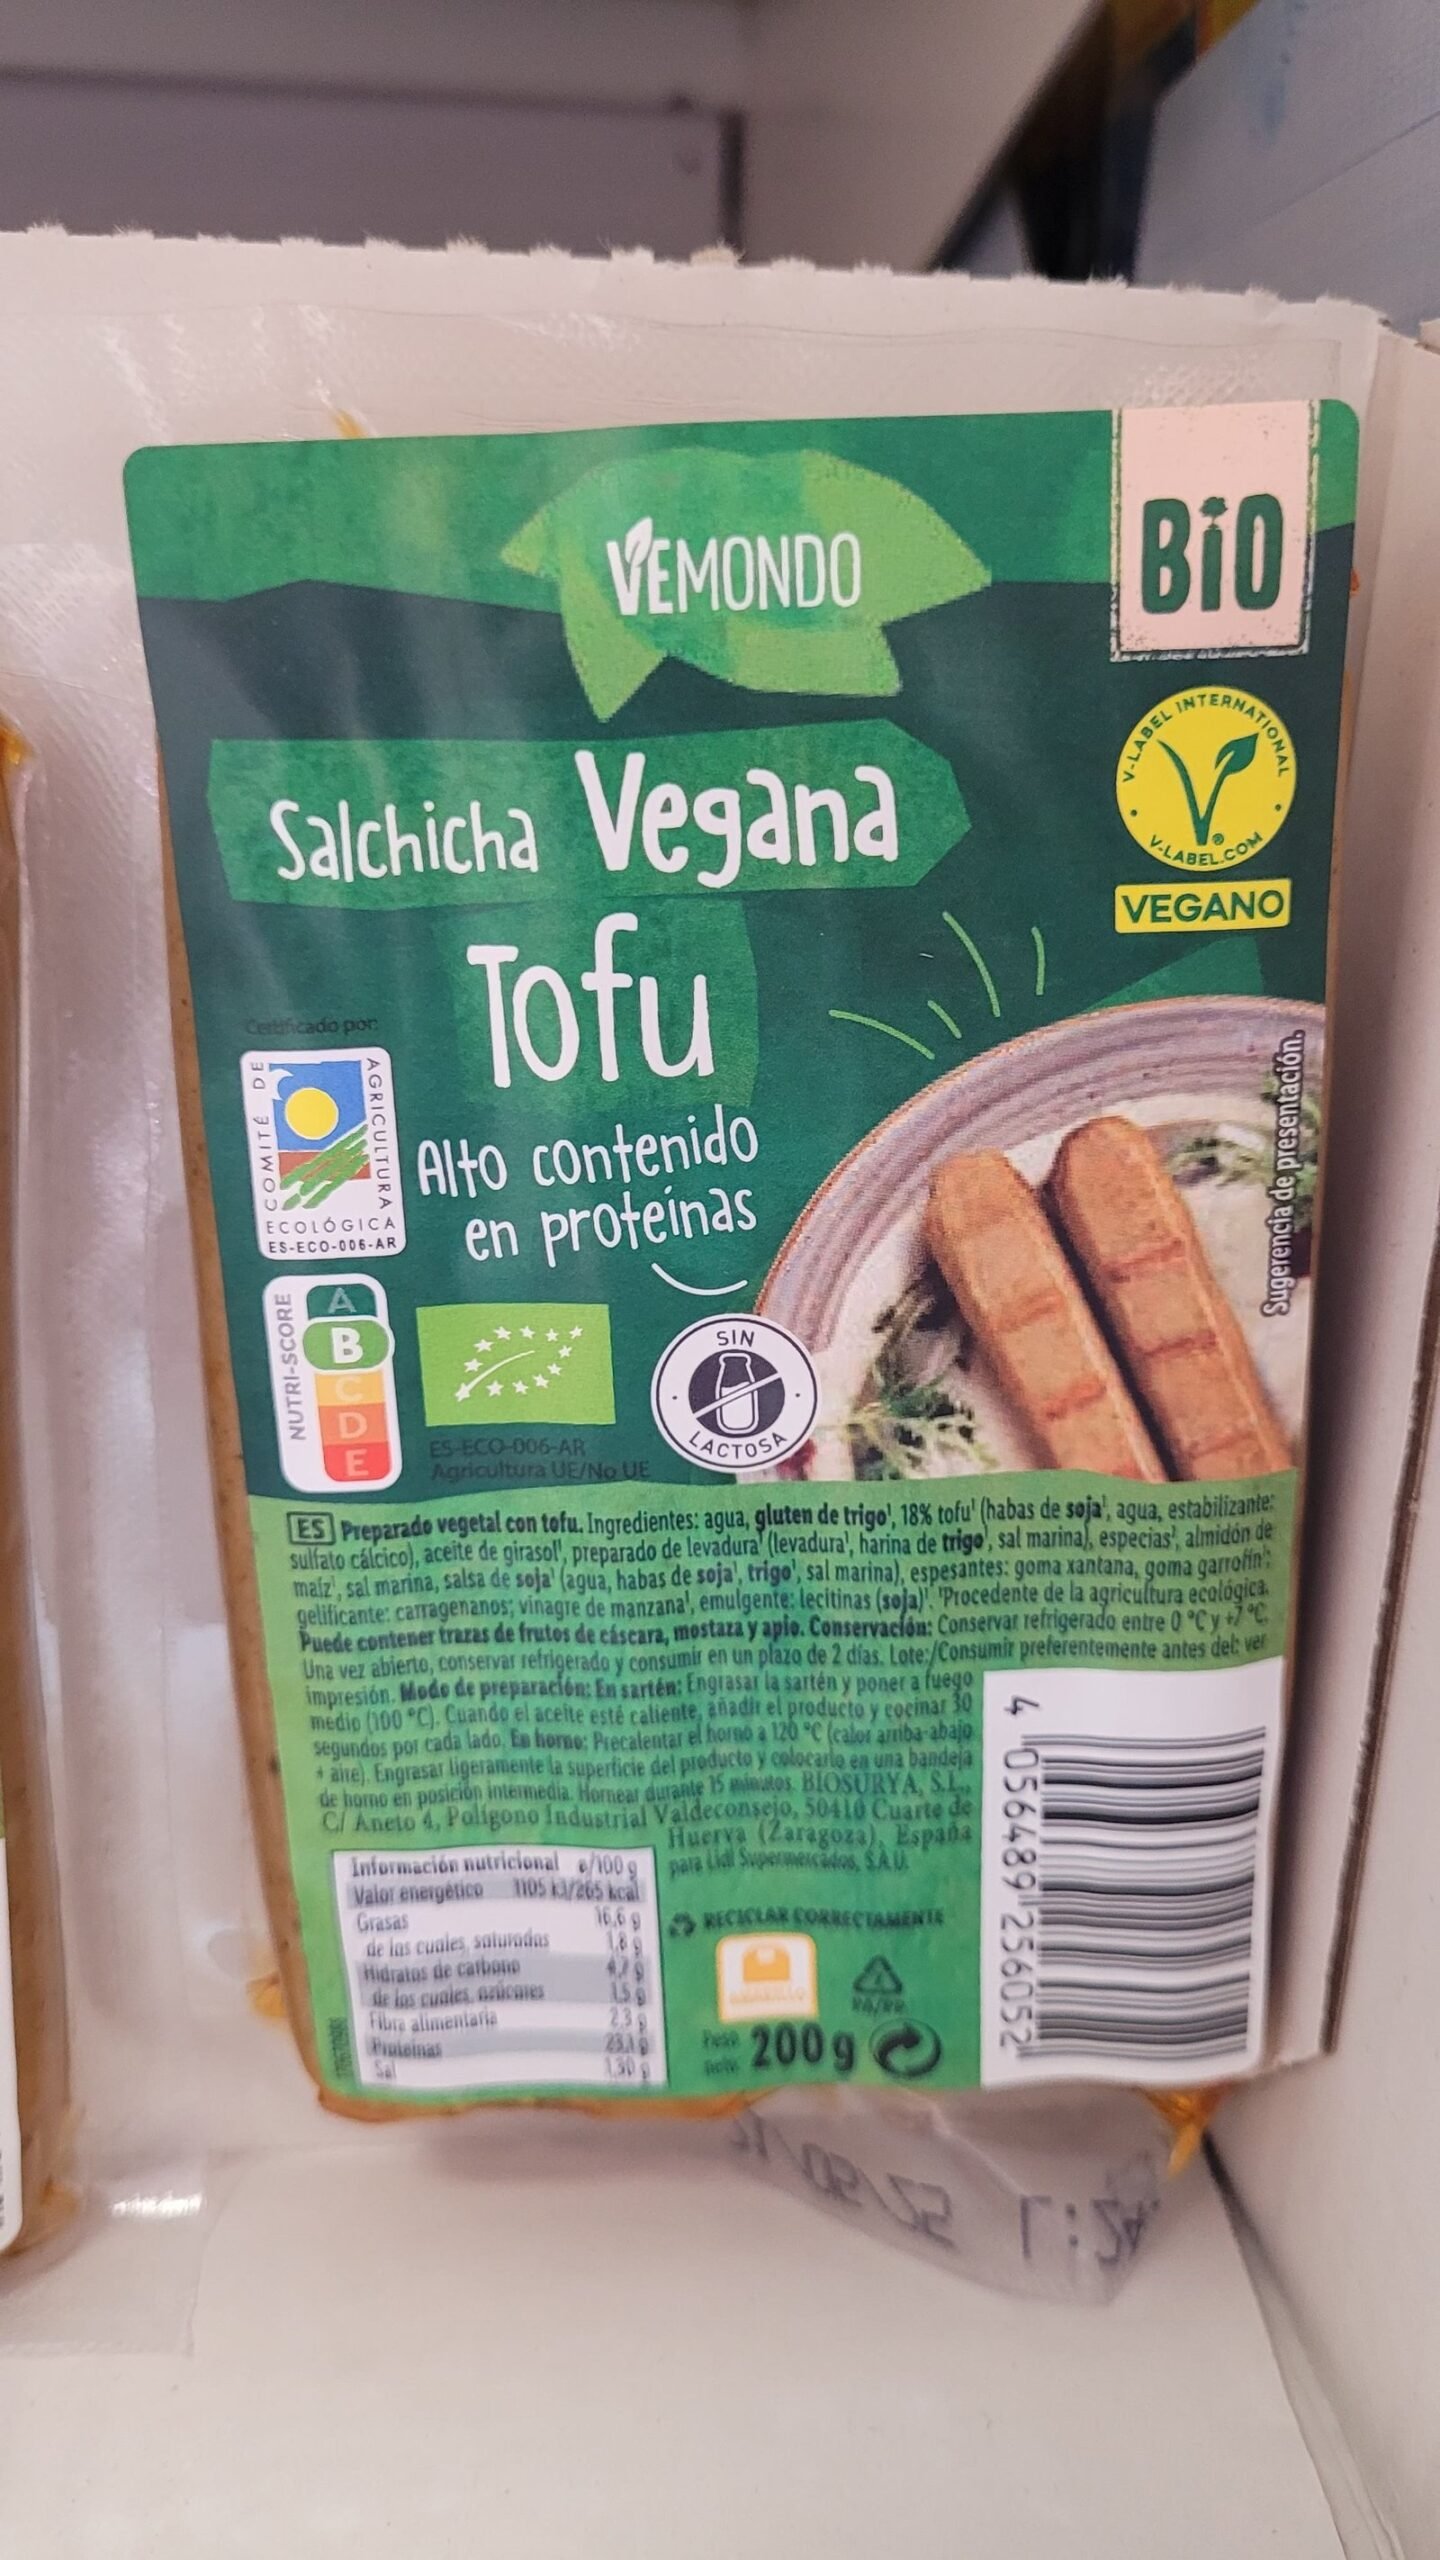 BiO
VEMONDO
V-LABEL INTERNATIONAL
V-LABEL.COM
VEGANO
Salchicha Vegana
Tofu
Alto contenido
en proteínas
Certificado por:
COMITÉ DE
AGRICULTURA
ECOLÓGICA
ES-ECO-006-AR
NUTRI-SCORE
A
B
C
D
E
ES-ECO-006-AR
Agricultura UE/No UE
SIN
LACTOSA
Sugerencia de presentación.
ES Preparado vegetal con tofu. Ingredientes: agua, gluten de trigo¹, 18% tofu¹ (habas de soja¹, agua, estabilizante:
sulfato cálcico), aceite de girasol¹, preparado de levadura¹ (levadura¹, harina de trigo¹, sal marina), especias¹, almidón de
maíz¹, sal marina, salsa de soja¹ (agua, habas de soja¹, trigo¹, sal marina), espesantes: goma xantana, goma garrofín¹;
gelificante: carragenanos; vinagre de manzana¹, emulgente: lecitinas (soja)¹. ¹Procedente de la agricultura ecológica.
Puede contener trazas de frutos de cáscara, mostaza y apio. Conservación: Conservar refrigerado entre 0 °C y +7 °C.
Una vez abierto, conservar refrigerado y consumir en un plazo de 2 días. Lote:/Consumir preferentemente antes del: ver
impresión. Modo de preparación: En sartén: Engrasar la sartén y poner a fuego
medio (100 °C). Cuando el aceite esté caliente, añadir el producto y cocinar 30
segundos por cada lado. En horno: Precalentar el horno a 120 °C (calor arriba-abajo
+ aire). Engrasar ligeramente la superficie del producto y colocarlo en una bandeja
de horno en posición intermedia. Hornear durante 15 minutos. BIOSURYA, S.L.,
C/ Aneto 4, Polígono Industrial Valdeconsejo, 50410 Cuarte de
Huerva (Zaragoza), España
para Lidl Supermercados, S.A.U.
Información nutricional e/100 g
Valor energético 1105 kJ/265 kcal
Grasas 16,6 g
de las cuales, saturadas 1,8 g
Hidratos de carbono 4,7 g
de los cuales, azúcares 1,5 g
Fibra alimentaria 2,3 g
Proteínas 23,1 g
Sal 1,30 g
RECICLAR CORRECTAMENTE
AMARILLO
Peso
neto
200 g
4 056489 256052